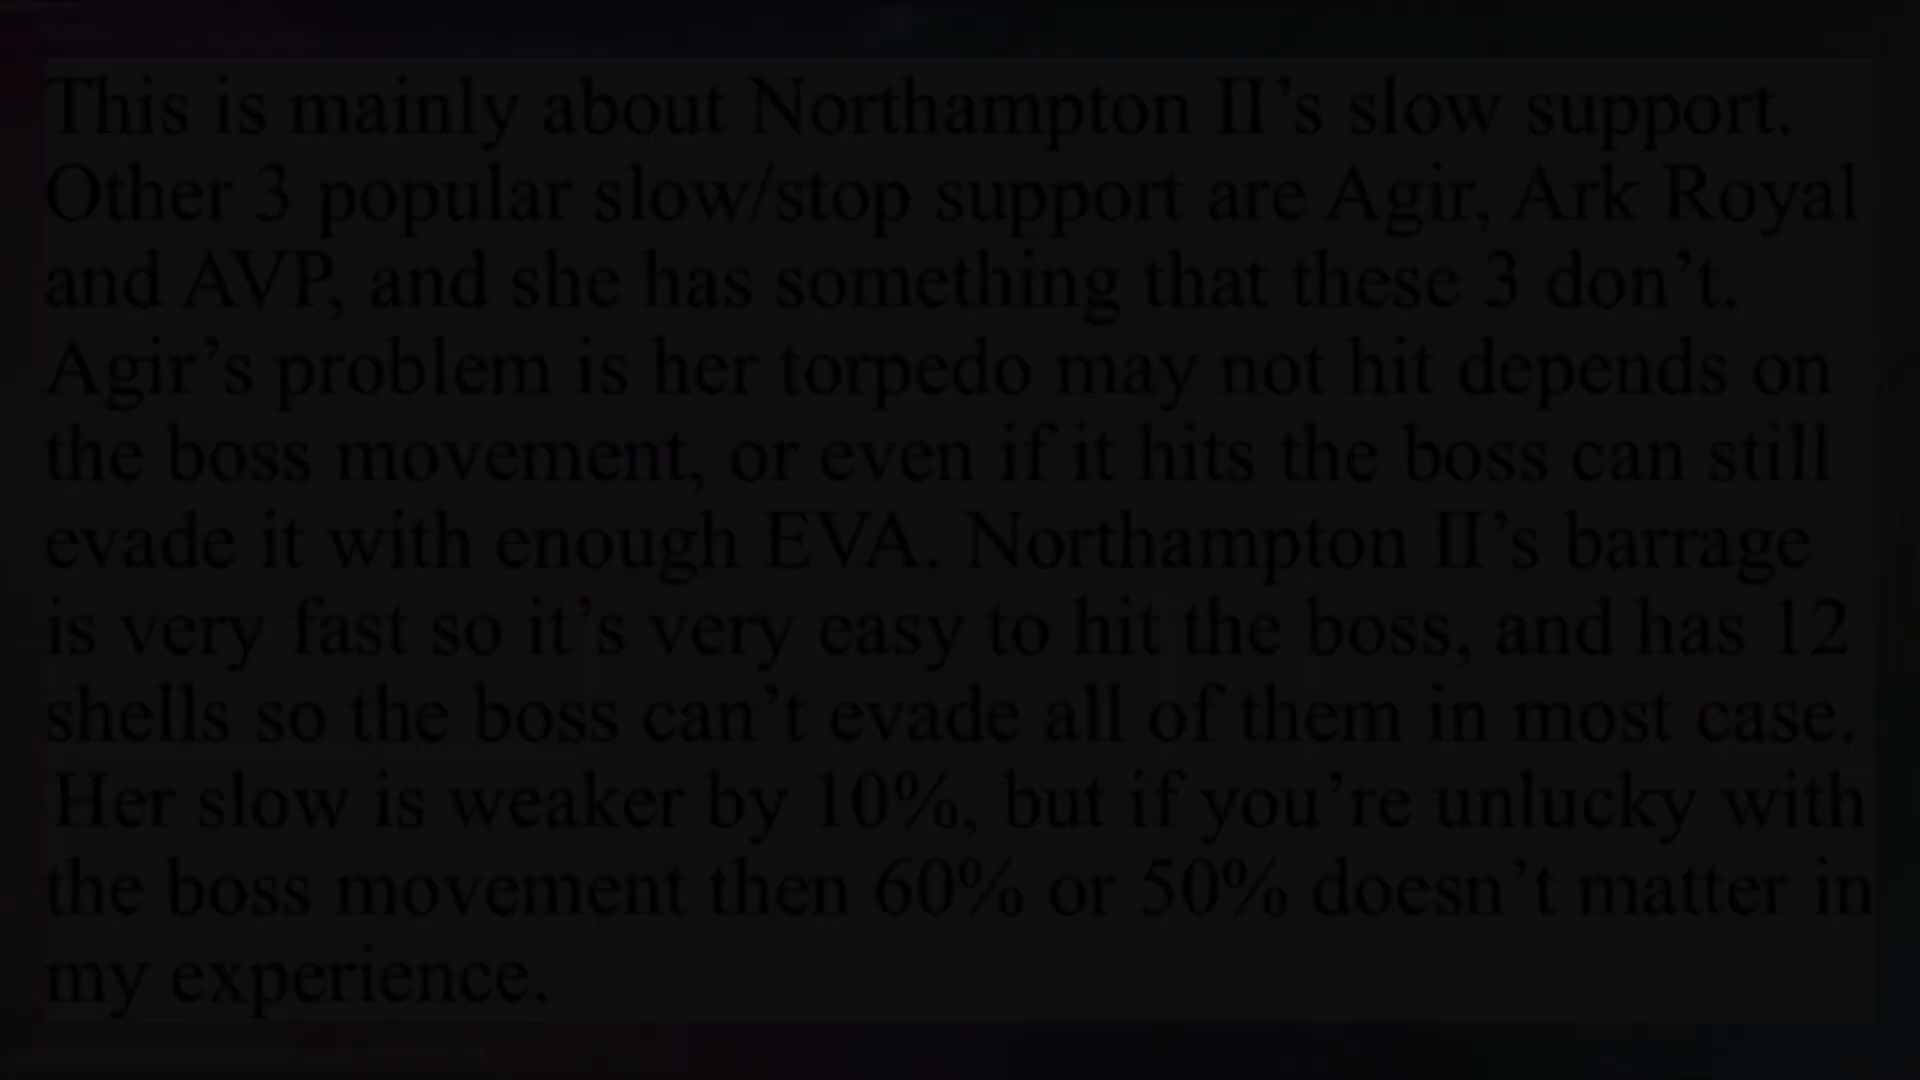 This is mainly about Northampton II’s slow support.
Other 3 popular slow/stop support are Agir, Ark Royal
and AVP, and she has something that these 3 don’t.
Agir’s problem is her torpedo may not hit depends on
the boss movement, or even if it hits the boss can still
evade it with enough EVA. Northampton II’s barrage
is very fast so it’s very easy to hit the boss, and has 12
shells so the boss can’t evade all of them in most case.
Her slow is weaker by 10%, but if you’re unlucky with
the boss movement then 60% or 50% doesn’t matter in
my experience.